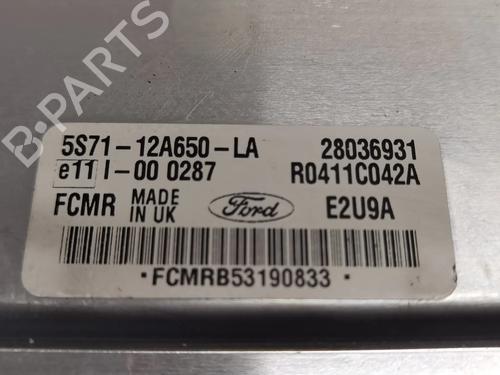 B-PARTS
5S71-12A650-LA 28036931
e11 I-00 0287 R0411C042A
FCMR MADE IN UK Ford E2U9A
•FCMRB53190833•